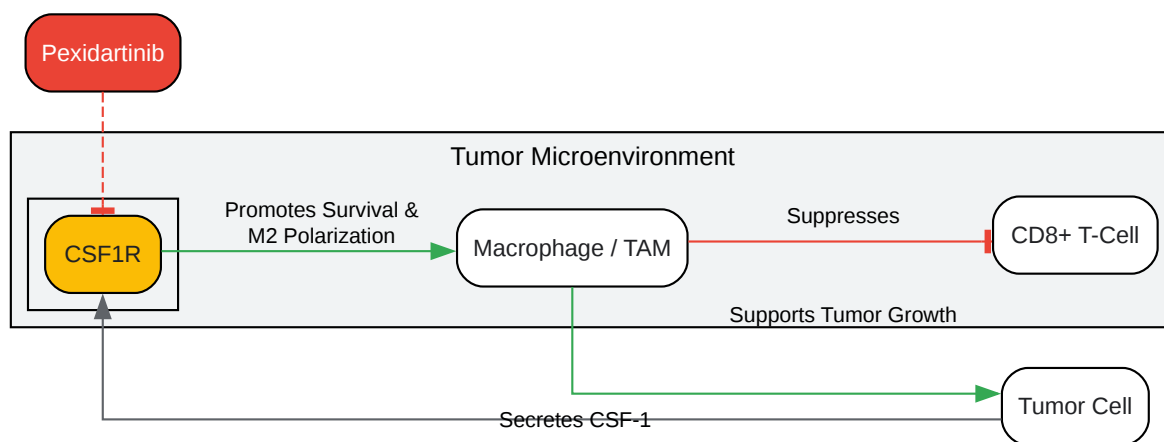 Pexidartinib
Tumor Microenvironment
Promotes Survival &
M2 Polarization
Suppresses
CSF1R
Macrophage / TAM
CD8+ T-Cell
Supports Tumor Growth
Tumor Cell
Secretes CSF-1